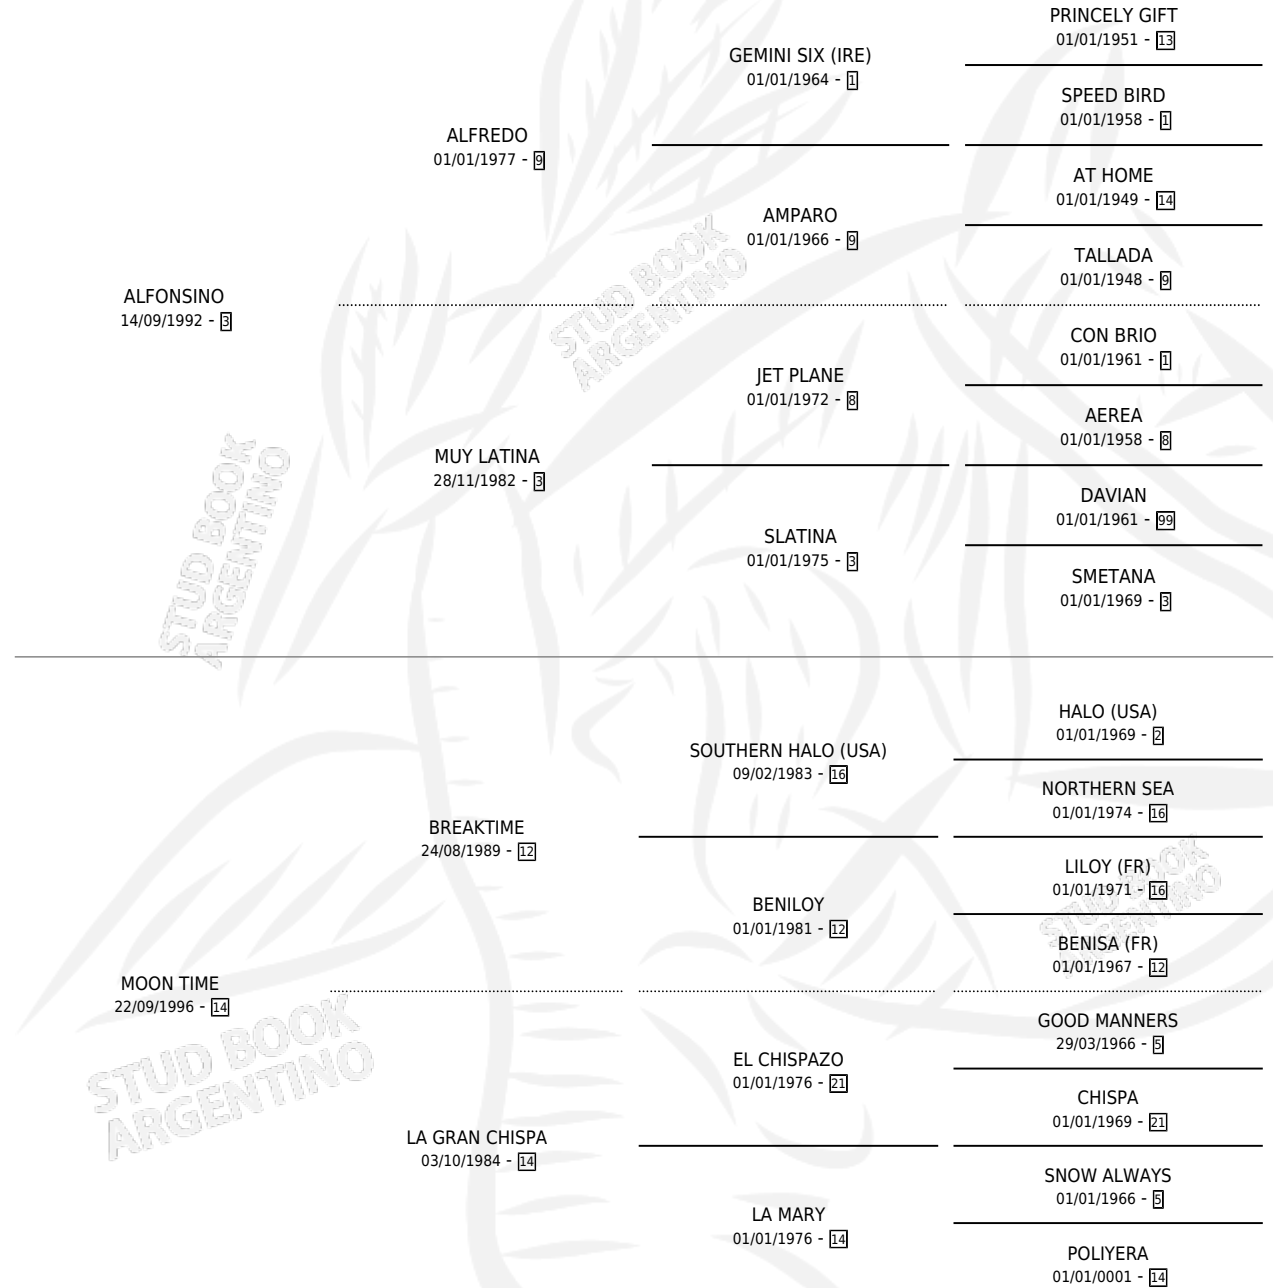 PRINCELY GIFT
01/01/1951 - 13
GEMINI SIX (IRE)
01/01/1964 - 1
SPEED BIRD
01/01/1958 - 1
ALFREDO
01/01/1977 - 9
AT HOME
01/01/1949 - 14
AMPARO
01/01/1966 - 9
TALLADA
01/01/1948 - 9
ALFONSINO
14/09/1992 - 3
CON BRIO
01/01/1961 - 1
JET PLANE
01/01/1972 - 8
AEREA
01/01/1958 - 8
MUY LATINA
28/11/1982 - 3
DAVIAN
01/01/1961 - 99
SLATINA
01/01/1975 - 3
SMETANA
01/01/1969 - 3
HALO (USA)
01/01/1969 - 2
SOUTHERN HALO (USA)
09/02/1983 - 16
NORTHERN SEA
01/01/1974 - 16
BREAKTIME
24/08/1989 - 12
LILOY (FR)
01/01/1971 - 16
BENILOY
01/01/1981 - 12
BENISA (FR)
01/01/1967 - 12
MOON TIME
22/09/1996 - 14
GOOD MANNERS
29/03/1966 - 5
EL CHISPAZO
01/01/1976 - 21
CHISPA
01/01/1969 - 21
LA GRAN CHISPA
03/10/1984 - 14
SNOW ALWAYS
01/01/1966 - 5
LA MARY
01/01/1976 - 14
POLIYERA
01/01/0001 - 14
STUD BOOK
ARGENTINO
STUD BOOK
ARGENTINO
STUD BOOK
ARGENTINO
STUD BOOK
ARGENTINO